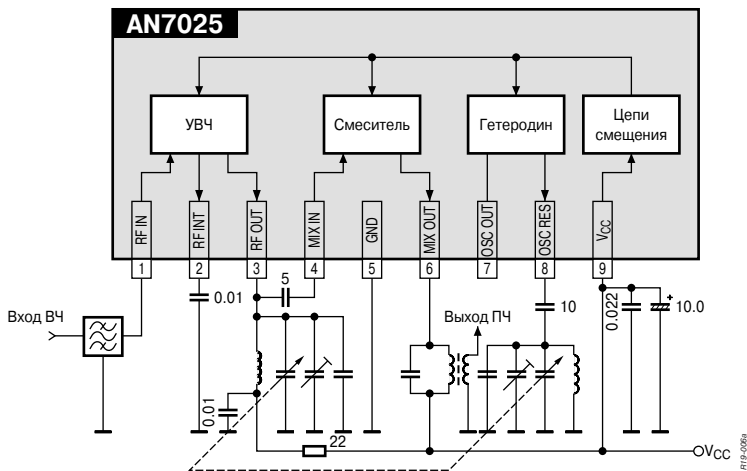 AN7025
УВЧ
Смеситель
Гетеродин
Цепи
смещения
RF IN
RF INT
RF OUT
MIX IN
GND
MIX OUT
OSC OUT
OSC RES
VCC
1
2
3
4
5
6
7
8
9
0.01
5
10
0.022
+
10.0
Вход ВЧ
Выход ПЧ
0.01
22
VCC
R19-006a